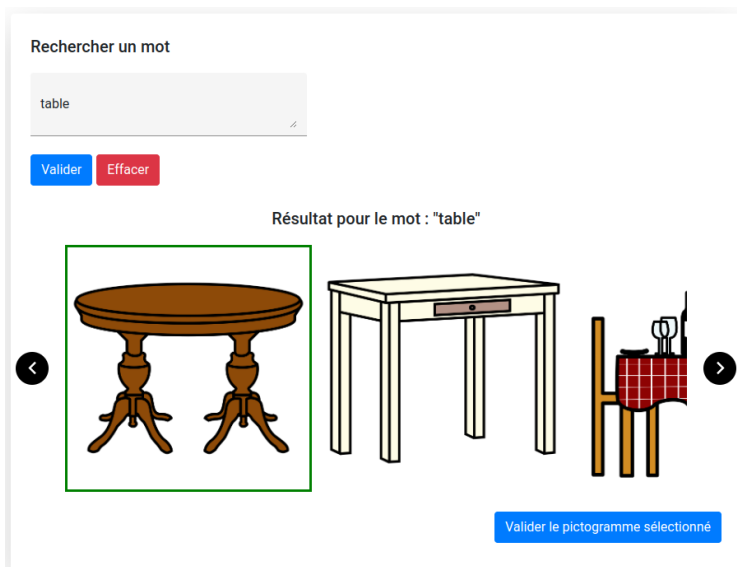 Rechercher un mot
table
Valider Effacer
Résultat pour le mot : "table"
Valider le pictogramme sélectionné